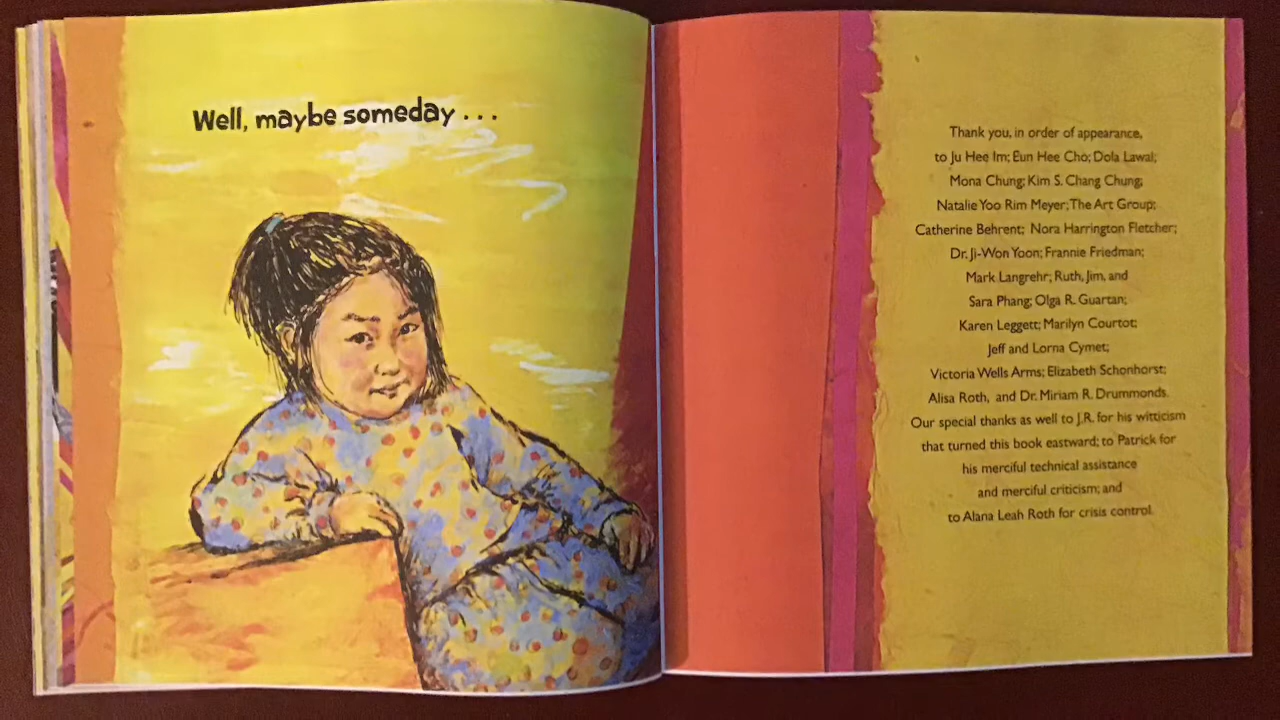 Well, maybe someday . . .
Thank you, in order of appearance,
to Ju Hee Im; Eun Hee Cho; Dola Lawal;
Mona Chung; Kim S. Chang Chung;
Natalie Yoo Rim Meyer; The Art Group;
Catherine Behrent; Nora Harrington Fletcher;
Dr. Ji-Won Yoon; Frannie Friedman;
Mark Langrehr; Ruth, Jim, and
Sara Phang; Olga R. Guartan;
Karen Leggett; Marilyn Courtot;
Jeff and Lorna Cymet;
Victoria Wells Arms; Elizabeth Schonhorst;
Alisa Roth, and Dr. Miriam R. Drummonds.
Our special thanks as well to J.R. for his witticism
that turned this book eastward; to Patrick for
his merciful technical assistance
and merciful criticism; and
to Alana Leah Roth for crisis control.